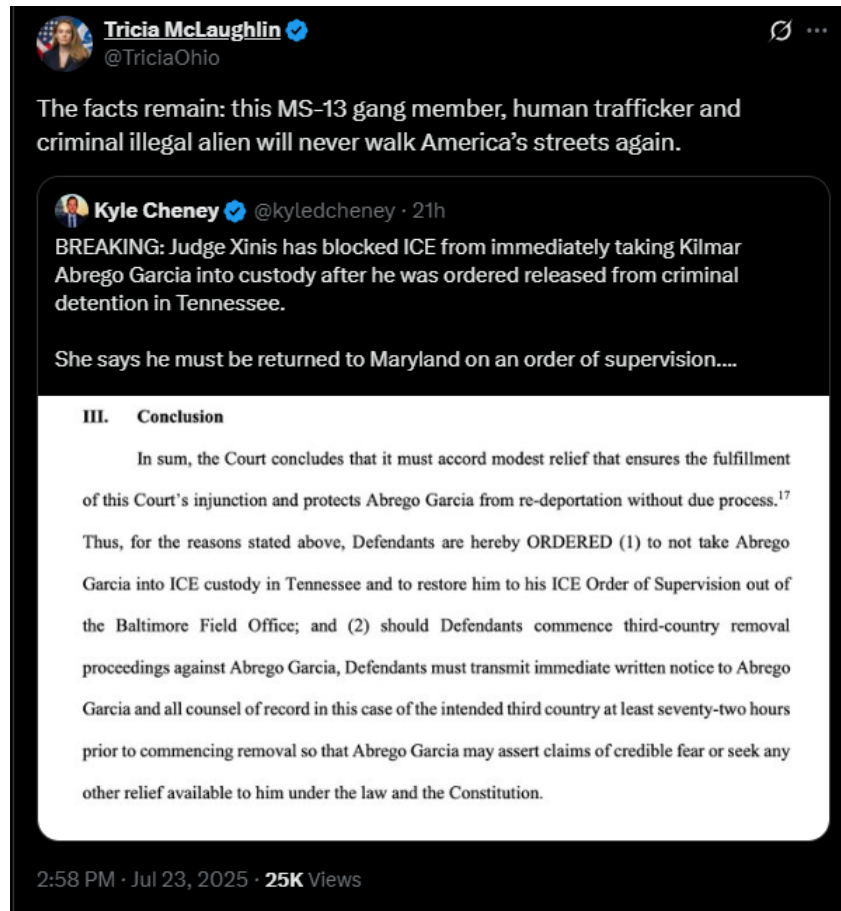 Tricia McLaughlin
@TriciaOhio
The facts remain: this MS-13 gang member, human trafficker and
criminal illegal alien will never walk America’s streets again.
Kyle Cheney @kyledcheney · 21h
BREAKING: Judge Xinis has blocked ICE from immediately taking Kilmar
Abrego Garcia into custody after he was ordered released from criminal
detention in Tennessee.
She says he must be returned to Maryland on an order of supervision....
III. Conclusion
In sum, the Court concludes that it must accord modest relief that ensures the fulfillment
of this Court's injunction and protects Abrego Garcia from re-deportation without due process.17
Thus, for the reasons stated above, Defendants are hereby ORDERED (1) to not take Abrego
Garcia into ICE custody in Tennessee and to restore him to his ICE Order of Supervision out of
the Baltimore Field Office; and (2) should Defendants commence third-country removal
proceedings against Abrego Garcia, Defendants must transmit immediate written notice to Abrego
Garcia and all counsel of record in this case of the intended third country at least seventy-two hours
prior to commencing removal so that Abrego Garcia may assert claims of credible fear or seek any
other relief available to him under the law and the Constitution.
2:58 PM · Jul 23, 2025 · 25K Views